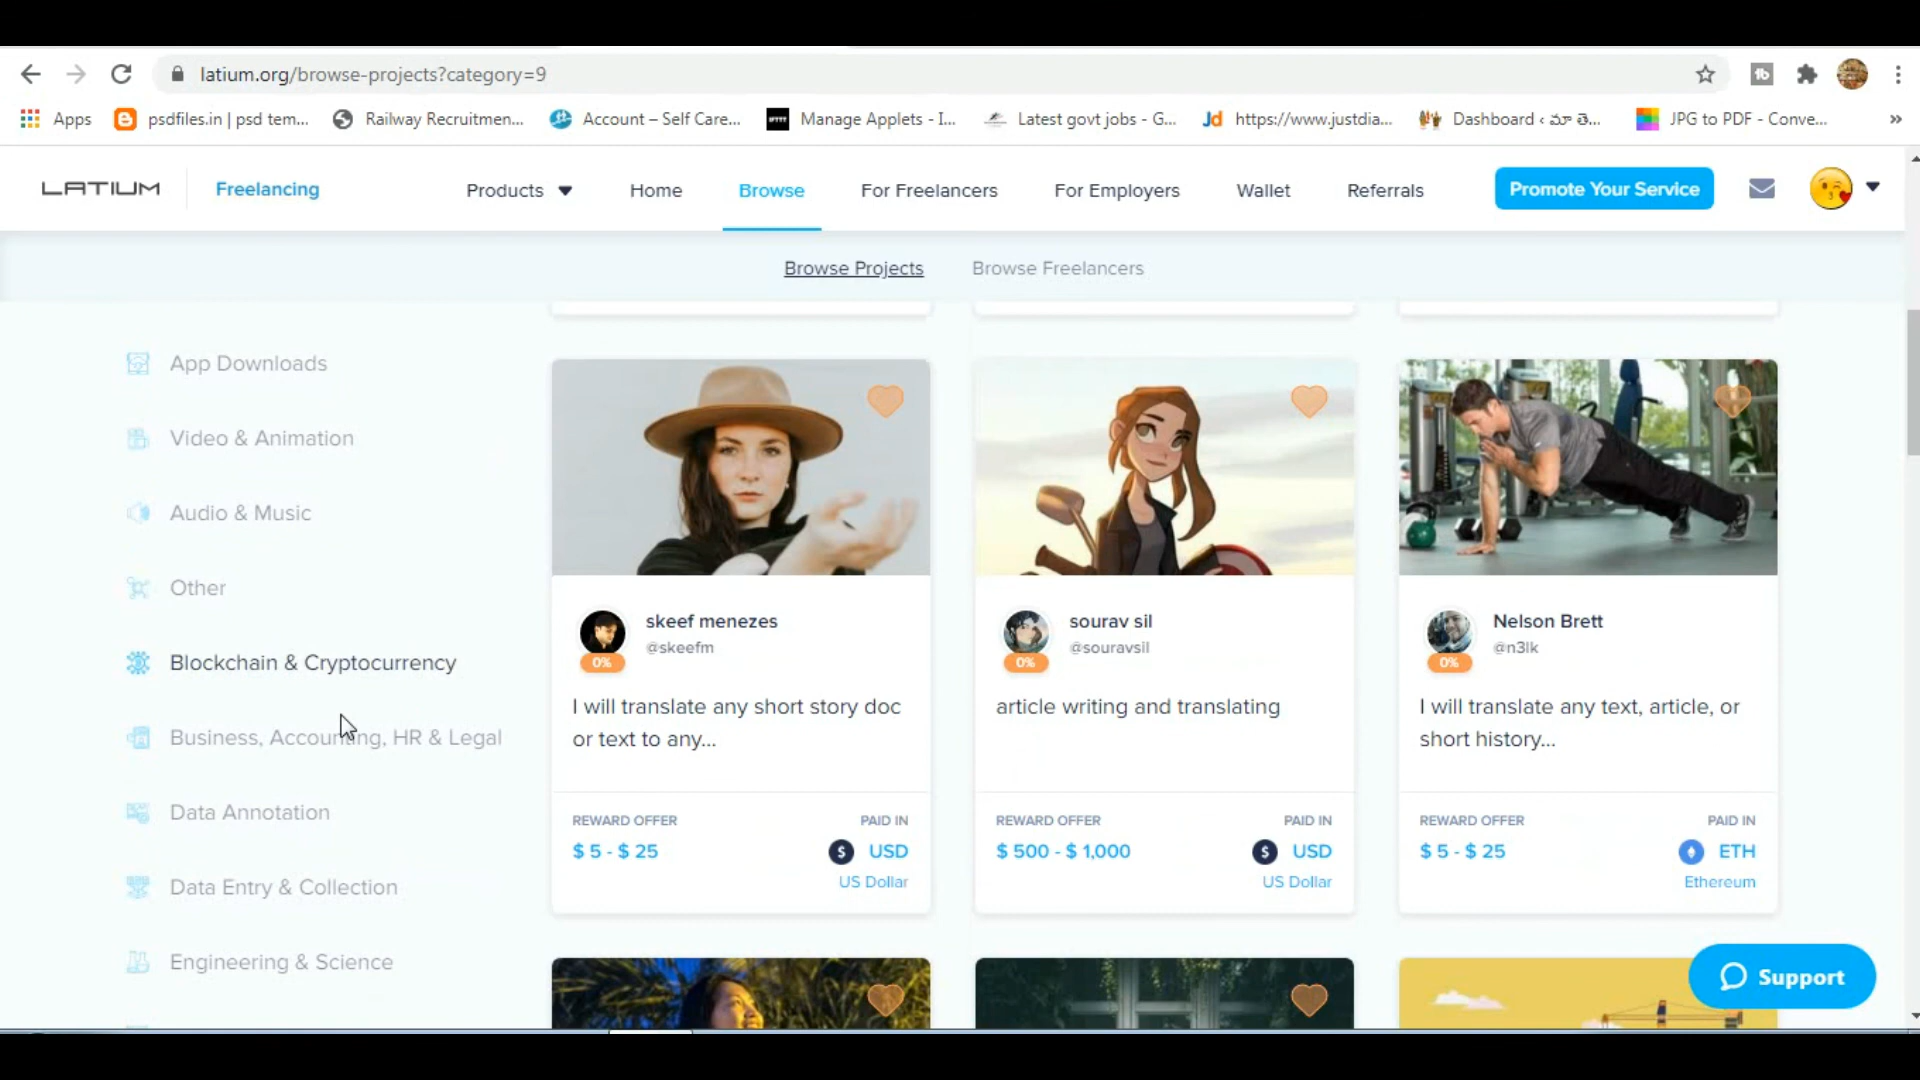 latium.org/browse-projects?category=9
Apps
psdfiles.in | psd tem...
Railway Recruitmen...
Account – Self Care...
Manage Applets - I...
Latest govt jobs - G...
https://www.justdia...
Dashboard ‹ మా తె...
JPG to PDF - Conve...
»
LATIUM
Freelancing
Products
Home
Browse
For Freelancers
For Employers
Wallet
Referrals
Promote Your Service
Browse Projects
Browse Freelancers
App Downloads
Video & Animation
Audio & Music
Other
Blockchain & Cryptocurrency
Business, Accounting, HR & Legal
Data Annotation
Data Entry & Collection
Engineering & Science
skeef menezes
@skeefm
0%
I will translate any short story doc
or text to any...
REWARD OFFER
PAID IN
$ 5 - $ 25
$ USD
US Dollar
sourav sil
@souravsil
0%
article writing and translating
REWARD OFFER
PAID IN
$ 500 - $ 1,000
$ USD
US Dollar
Nelson Brett
@n3lk
0%
I will translate any text, article, or
short history...
REWARD OFFER
PAID IN
$ 5 - $ 25
ETH
Ethereum
Support